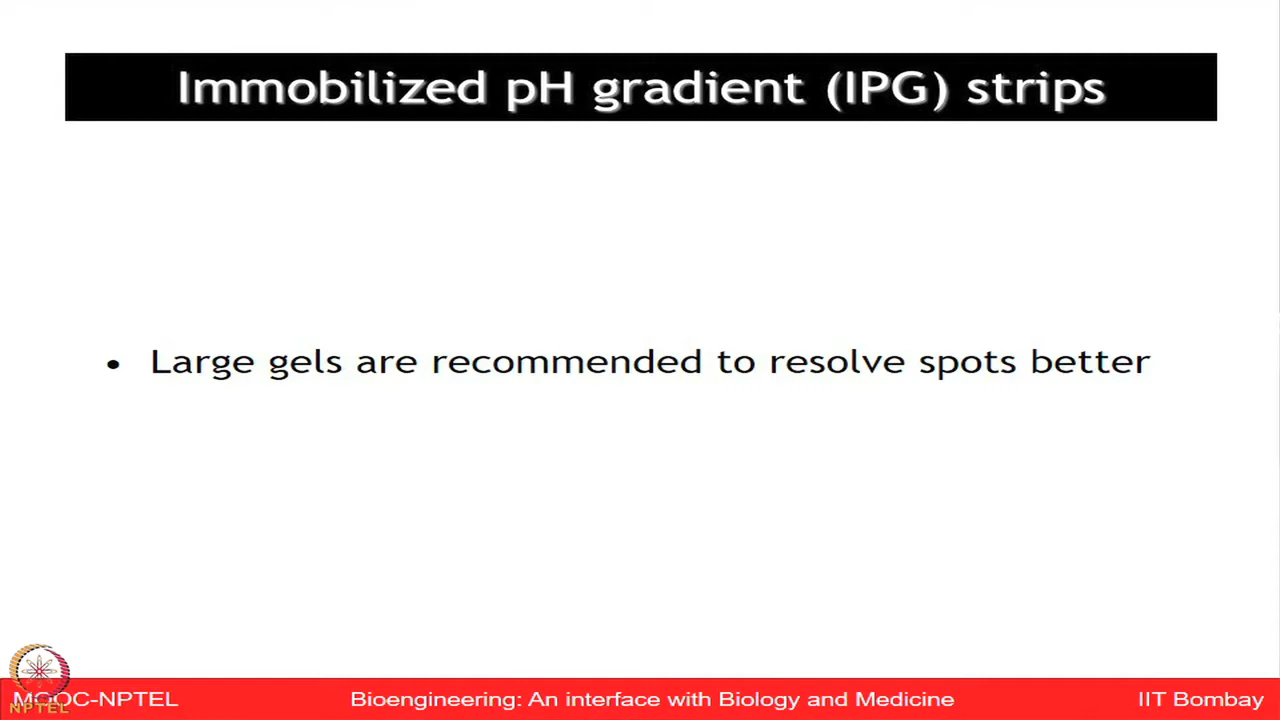 Immobilized pH gradient (IPG) strips
• Large gels are recommended to resolve spots better
MOOC-NPTEL Bioengineering: An interface with Biology and Medicine IIT Bombay
NPTEL